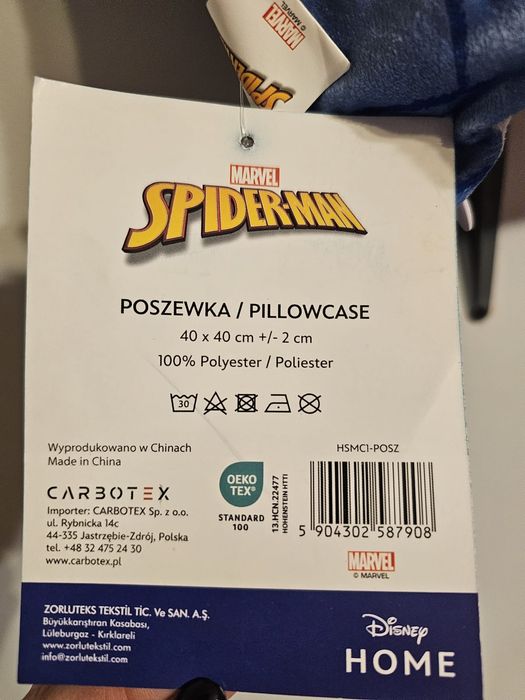 MARVEL
© MARVEL
MARVEL
SPIDER-MAN
POSZEWKA / PILLOWCASE
40 x 40 cm +/- 2 cm
100% Polyester / Poliester
30
Wyprodukowano w Chinach
Made in China
CARBOTEX
Importer: CARBOTEX Sp. z o.o.
ul. Rybnicka 14c
44-335 Jastrzębie-Zdrój, Polska
tel. +48 32 475 24 30
www.carbotex.pl
OEKO
TEX®
STANDARD
100
13.HCN.22477
HOHENSTEIN HTTI
HSMC1-POSZ
5 904302 587908
MARVEL
© MARVEL
ZORLUTEKS TEKSTİL TİC. Ve SAN. A.Ş.
Büyükkarıştıran Kasabası,
Lüleburgaz - Kırklareli
www.zorlutekstil.com
info@zorlutekstil.com
Disney
HOME